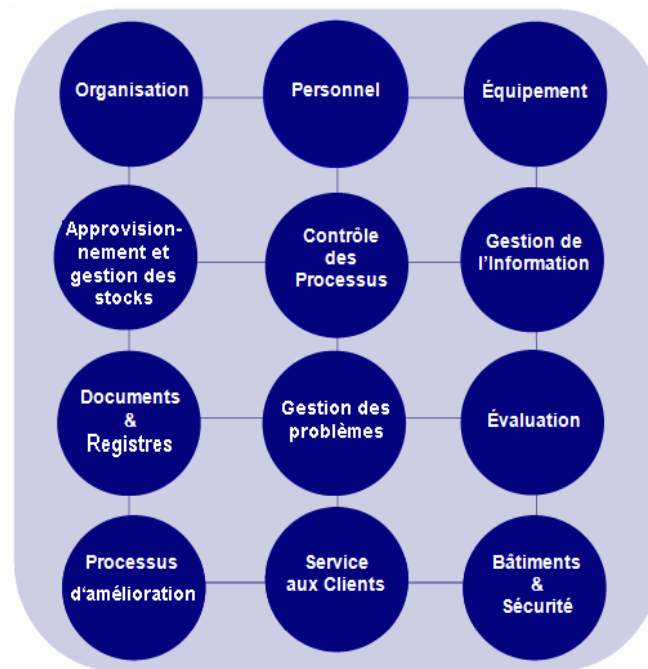 Organisation
Personnel
Équipement
Approvision-
nement et
gestion des
stocks
Contrôle
des
Processus
Gestion de
l’Information
Documents
&
Registres
Gestion des
problèmes
Évaluation
Processus
d‘amélioration
Service
aux Clients
Bâtiments
&
Sécurité